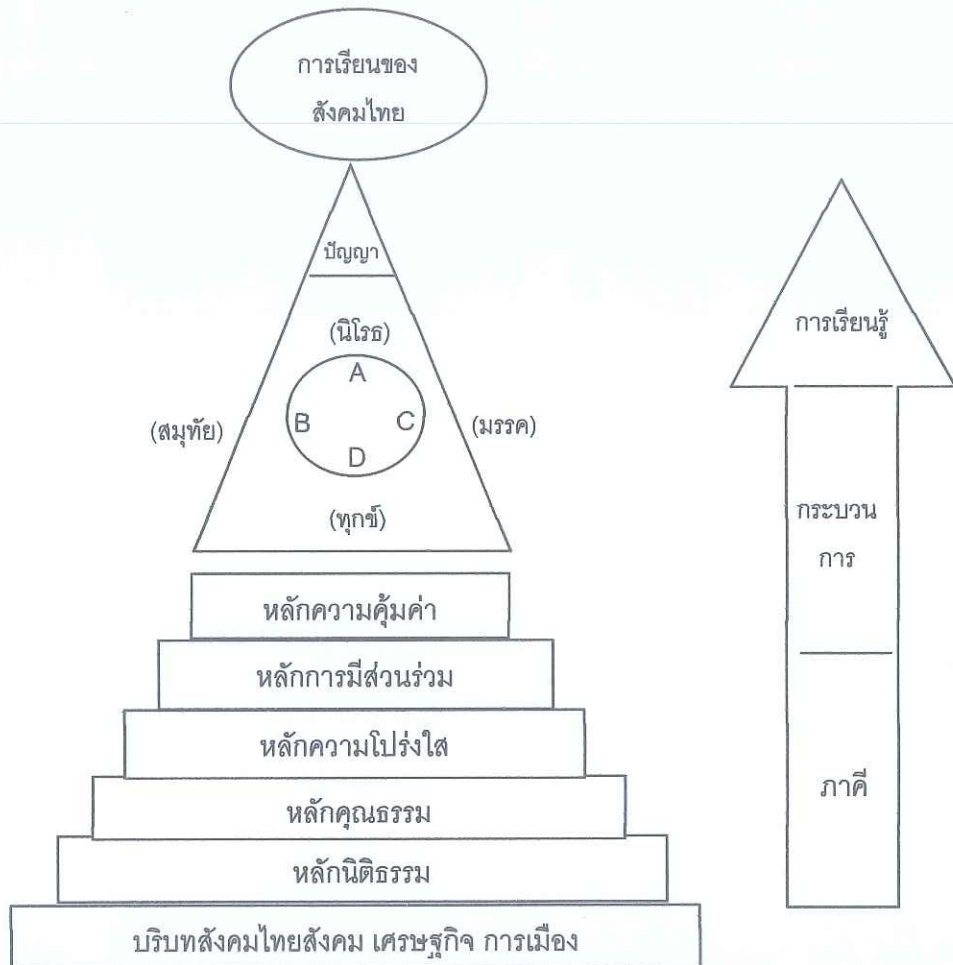 การเรียนของ
สังคมไทย
ปัญญา
(นิโรธ)
A
(สมุทัย)
B
C
(มรรค)
D
(ทุกข์)
หลักความคุ้มค่า
หลักการมีส่วนร่วม
หลักความโปร่งใส
หลักคุณธรรม
หลักนิติธรรม
บริบทสังคมไทยสังคม เศรษฐกิจ การเมือง
การเรียนรู้
กระบวน
การ
ภาคี